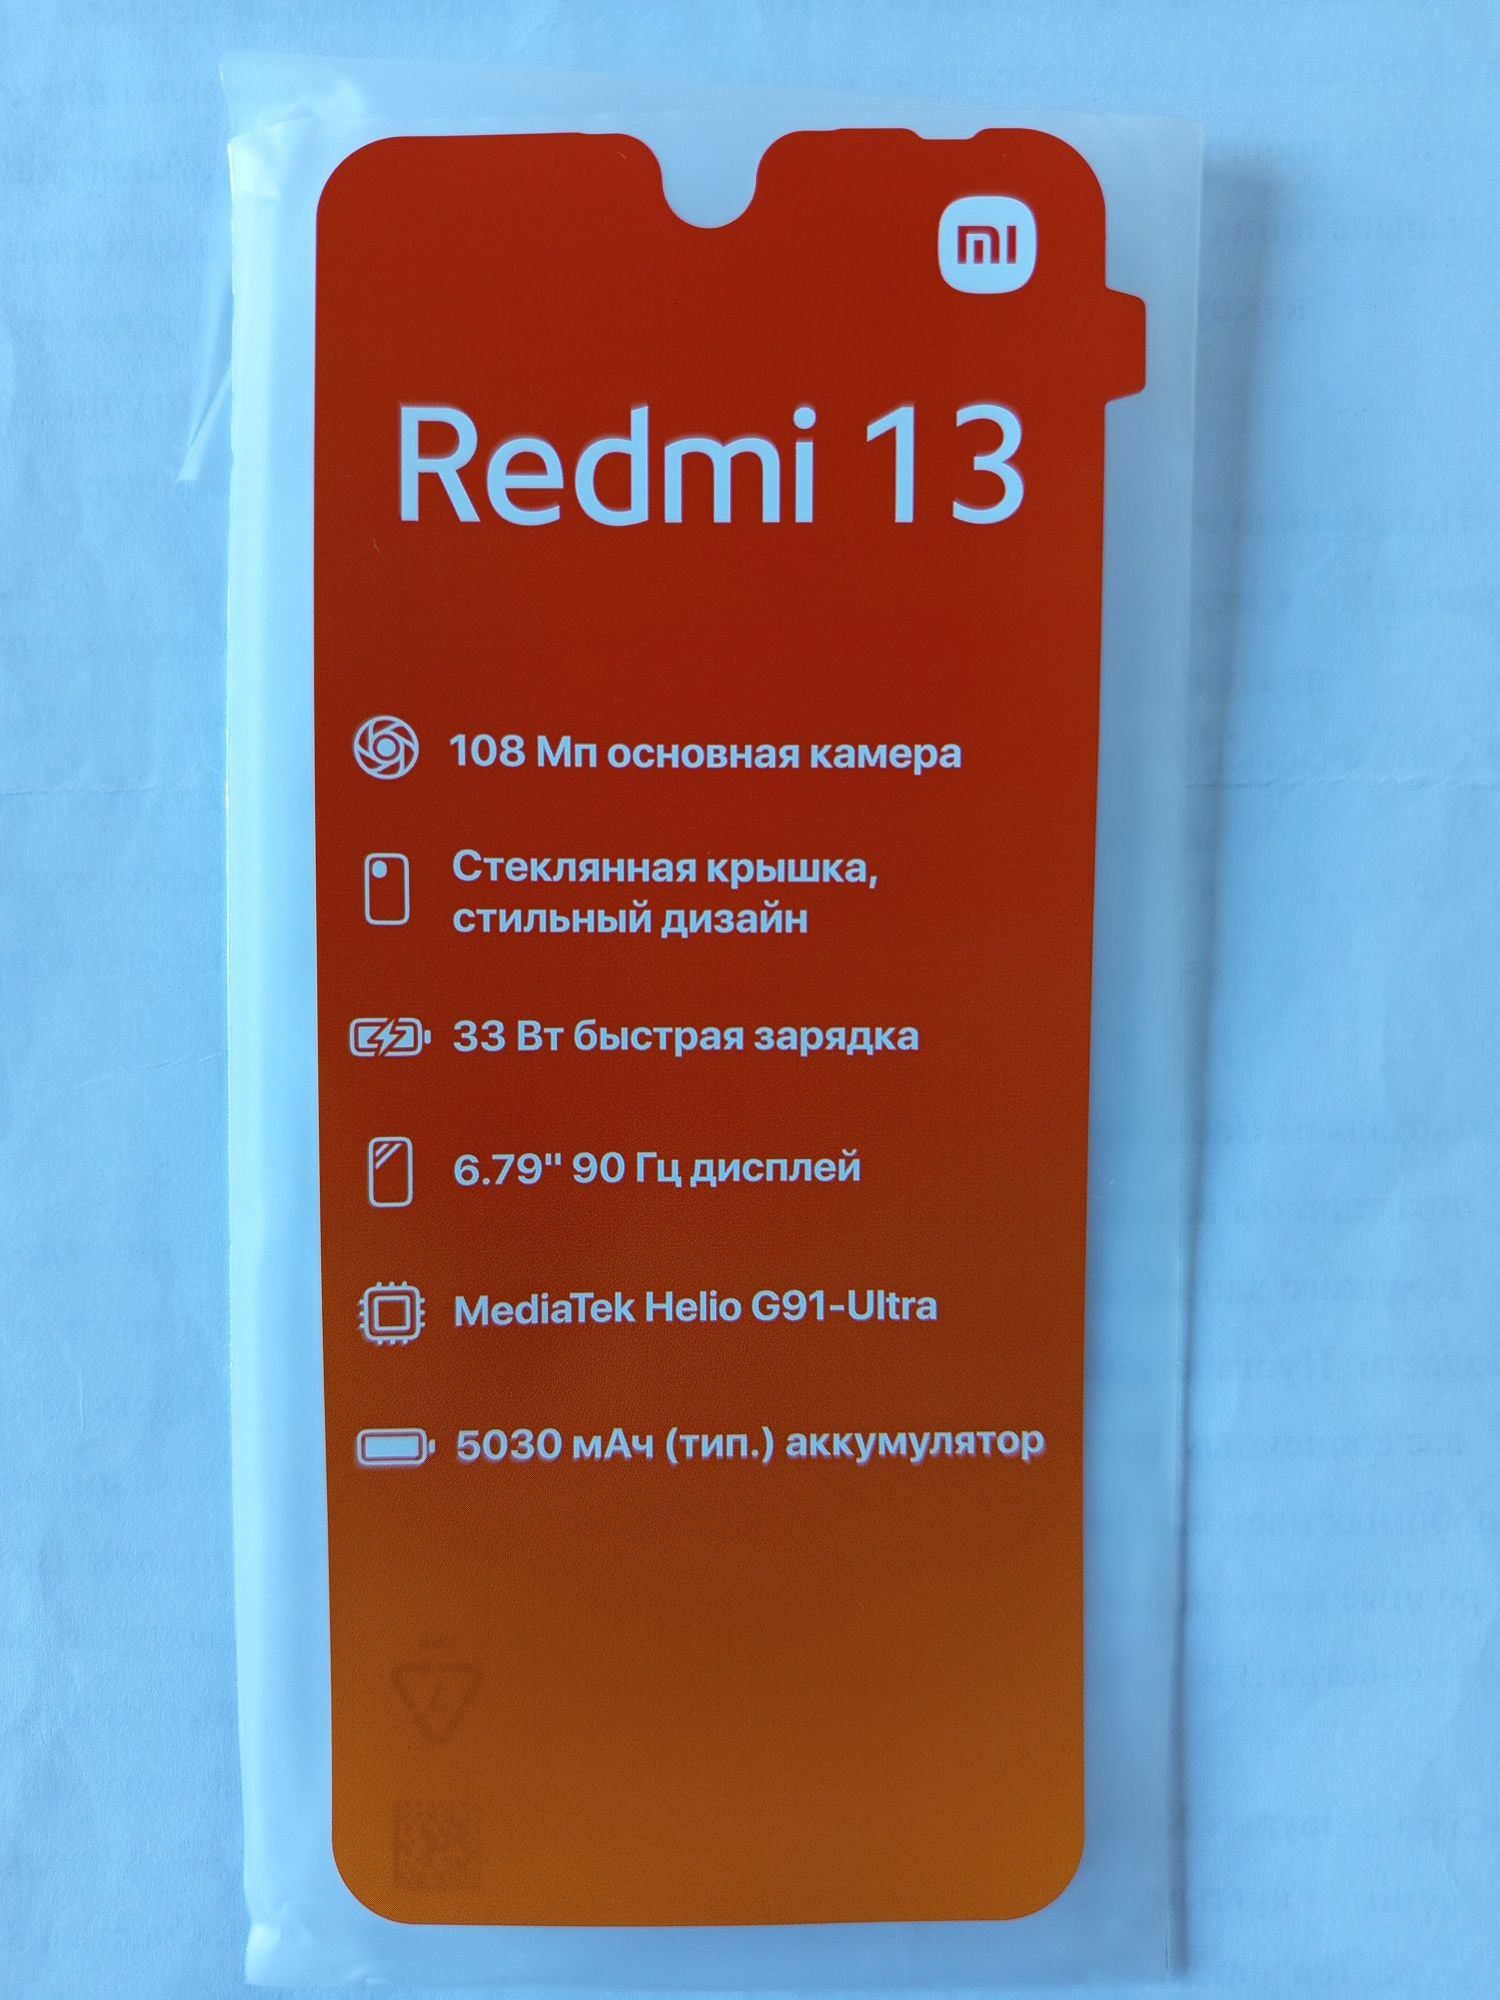 mi
Redmi 13
108 Мп основная камера
Стеклянная крышка,
стильный дизайн
33 Вт быстрая зарядка
6.79" 90 Гц дисплей
MediaTek Helio G91-Ultra
5030 мАч (тип.) аккумулятор